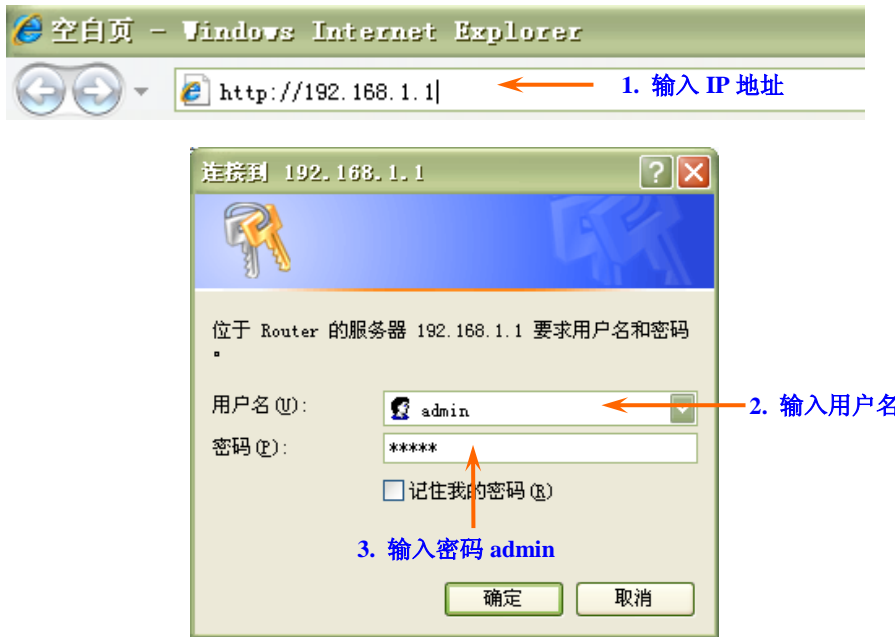 空白页 - Windows Internet Explorer
http://192.168.1.1
1. 输入 IP 地址
连接到 192.168.1.1
位于 Router 的服务器 192.168.1.1 要求用户名和密码
。
用户名(U):
admin
2. 输入用户名
密码(P):
*****
记住我的密码(R)
3. 输入密码 admin
确定
取消